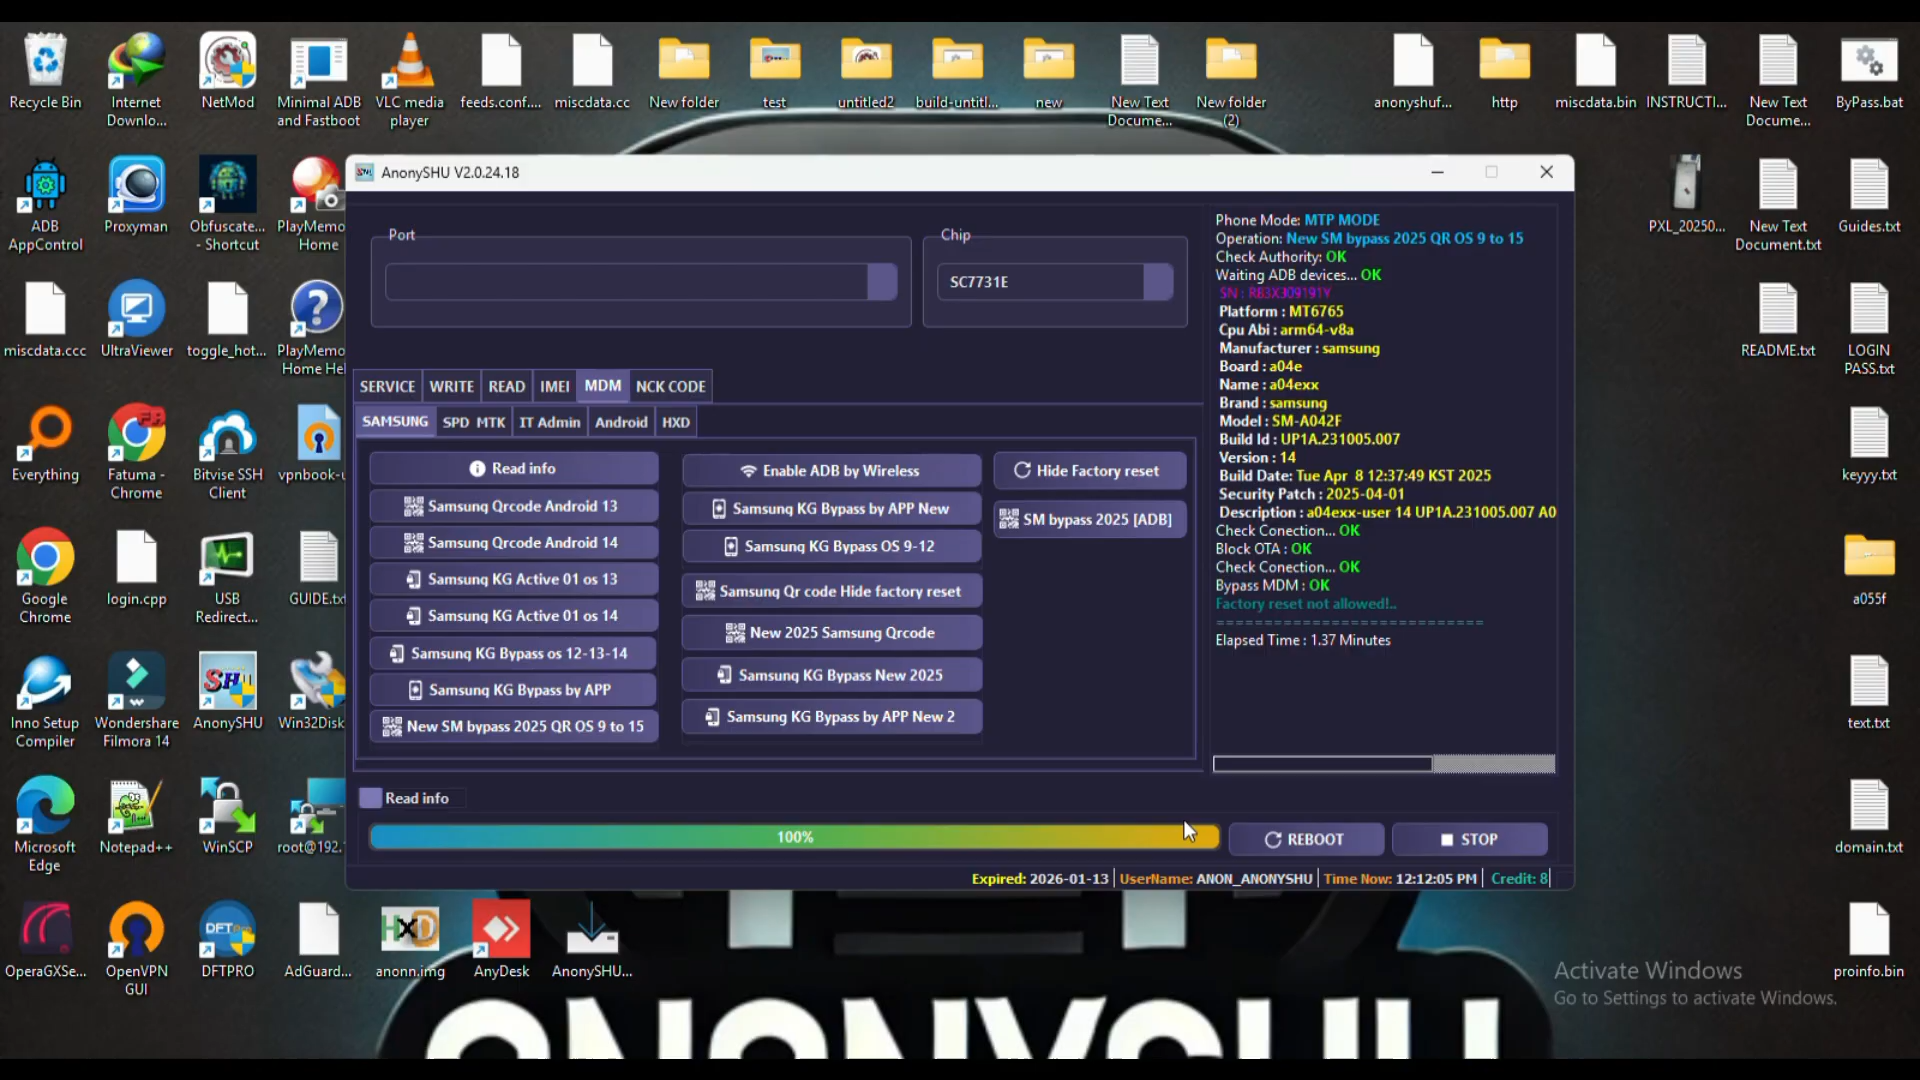 Recycle Bin
Internet
Downlo...
NetMod
Minimal ADB
and Fastboot
VLC media
player
feeds.conf....
miscdata.cc
New folder
test
untitled2
build-untitl...
new
New Text
Docume...
New folder
(2)
anonyshuf...
http
miscdata.bin
INSTRUCTI...
New Text
Docume...
ByPass.bat
ADB
AppControl
Proxyman
Obfuscate...
- Shortcut
PlayMemo
Home
PXL_20250...
New Text
Document.txt
Guides.txt
miscdata.ccc
UltraViewer
toggle_hot...
PlayMemo
Home He
README.txt
LOGIN
PASS.txt
Everything
Fatuma -
Chrome
Bitvise SSH
Client
vpnbook-u
keyyy.txt
Google
Chrome
login.cpp
USB
Redirect...
GUIDE.tx
a055f
Inno Setup
Compiler
Wondershare
Filmora 14
AnonySHU
Win32Disk
text.txt
Microsoft
Edge
Notepad++
WinSCP
root@192.
domain.txt
OperaGXSe...
OpenVPN
GUI
DFTPRO
AdGuard...
anonn.img
AnyDesk
AnonySHU...
proinfo.bin
AnonySHU V2.0.24.18
Port
Chip
SC7731E
SERVICE
WRITE
READ
IMEI
MDM
NCK CODE
SAMSUNG
SPD MTK
IT Admin
Android
HXD
Read info
Samsung Qrcode Android 13
Samsung Qrcode Android 14
Samsung KG Active 01 os 13
Samsung KG Active 01 os 14
Samsung KG Bypass os 12-13-14
Samsung KG Bypass by APP
New SM bypass 2025 QR OS 9 to 15
Enable ADB by Wireless
Samsung KG Bypass by APP New
Samsung KG Bypass OS 9-12
Samsung Qr code Hide factory reset
New 2025 Samsung Qrcode
Samsung KG Bypass New 2025
Samsung KG Bypass by APP New 2
Hide Factory reset
SM bypass 2025 [ADB]
Phone Mode: MTP MODE
Operation: New SM bypass 2025 QR OS 9 to 15
Check Authority: OK
Waiting ADB devices... OK
SN : R83X309191Y
Platform : MT6765
Cpu Abi : arm64-v8a
Manufacturer : samsung
Board : a04e
Name : a04exx
Brand : samsung
Model : SM-A042F
Build Id : UP1A.231005.007
Version : 14
Build Date: Tue Apr 8 12:37:49 KST 2025
Security Patch : 2025-04-01
Description : a04exx-user 14 UP1A.231005.007 A0
Check Conection... OK
Block OTA : OK
Check Conection... OK
Bypass MDM : OK
Factory reset not allowed!..
============================
Elapsed Time : 1.37 Minutes
Read info
100%
REBOOT
STOP
Expired: 2026-01-13
UserName: ANON_ANONYSHU
Time Now: 12:12:05 PM
Credit: 8
Activate Windows
Go to Settings to activate Windows.
ANONYSHU